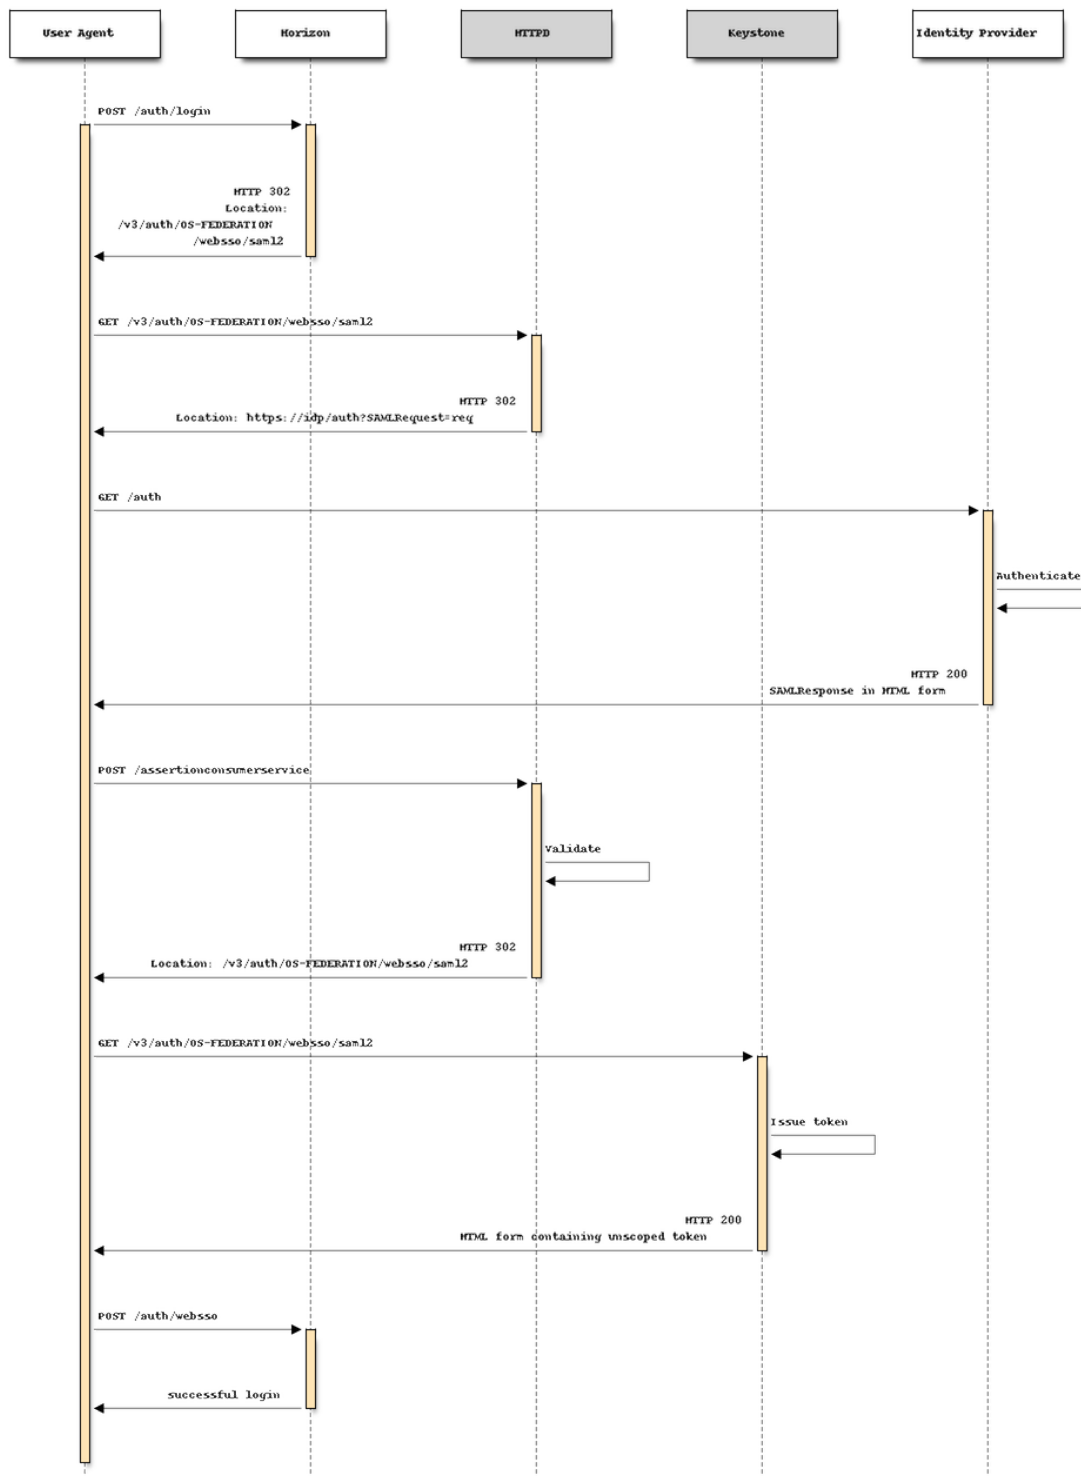 User Agent
Horizon
HTTPD
Keystone
Identity Provider
POST /auth/login
HTTP 302
Location:
/v3/auth/OS-FEDERATION
/websso/saml2
GET /v3/auth/OS-FEDERATION/websso/saml2
HTTP 302
Location: https://idp/auth?SAMLRequest=req
GET /auth
Authenticate
HTTP 200
SAMLResponse in HTML form
POST /assertionconsumerservice
Validate
HTTP 302
Location: /v3/auth/OS-FEDERATION/websso/saml2
GET /v3/auth/OS-FEDERATION/websso/saml2
Issue token
HTTP 200
HTML form containing unscoped token
POST /auth/websso
successful login